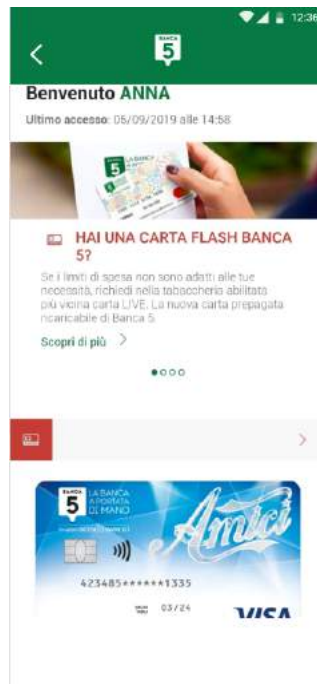 12:36
BANCA
5
Benvenuto ANNA
Ultimo accesso: 05/09/2019 alle 14:58
5 LA BANCA
HAI UNA CARTA FLASH BANCA
5?
Se i limiti di spesa non sono adatti alle tue
necessità, richiedi nella tabaccheria abilitata
più vicina carta LIVE. La nuova carta prepagata
ricaricabile di Banca 5.
Scopri di più
BANCA
5
LA BANCA
A PORTATA
DI MANO
Amici
423485******1335
03/24
VISA